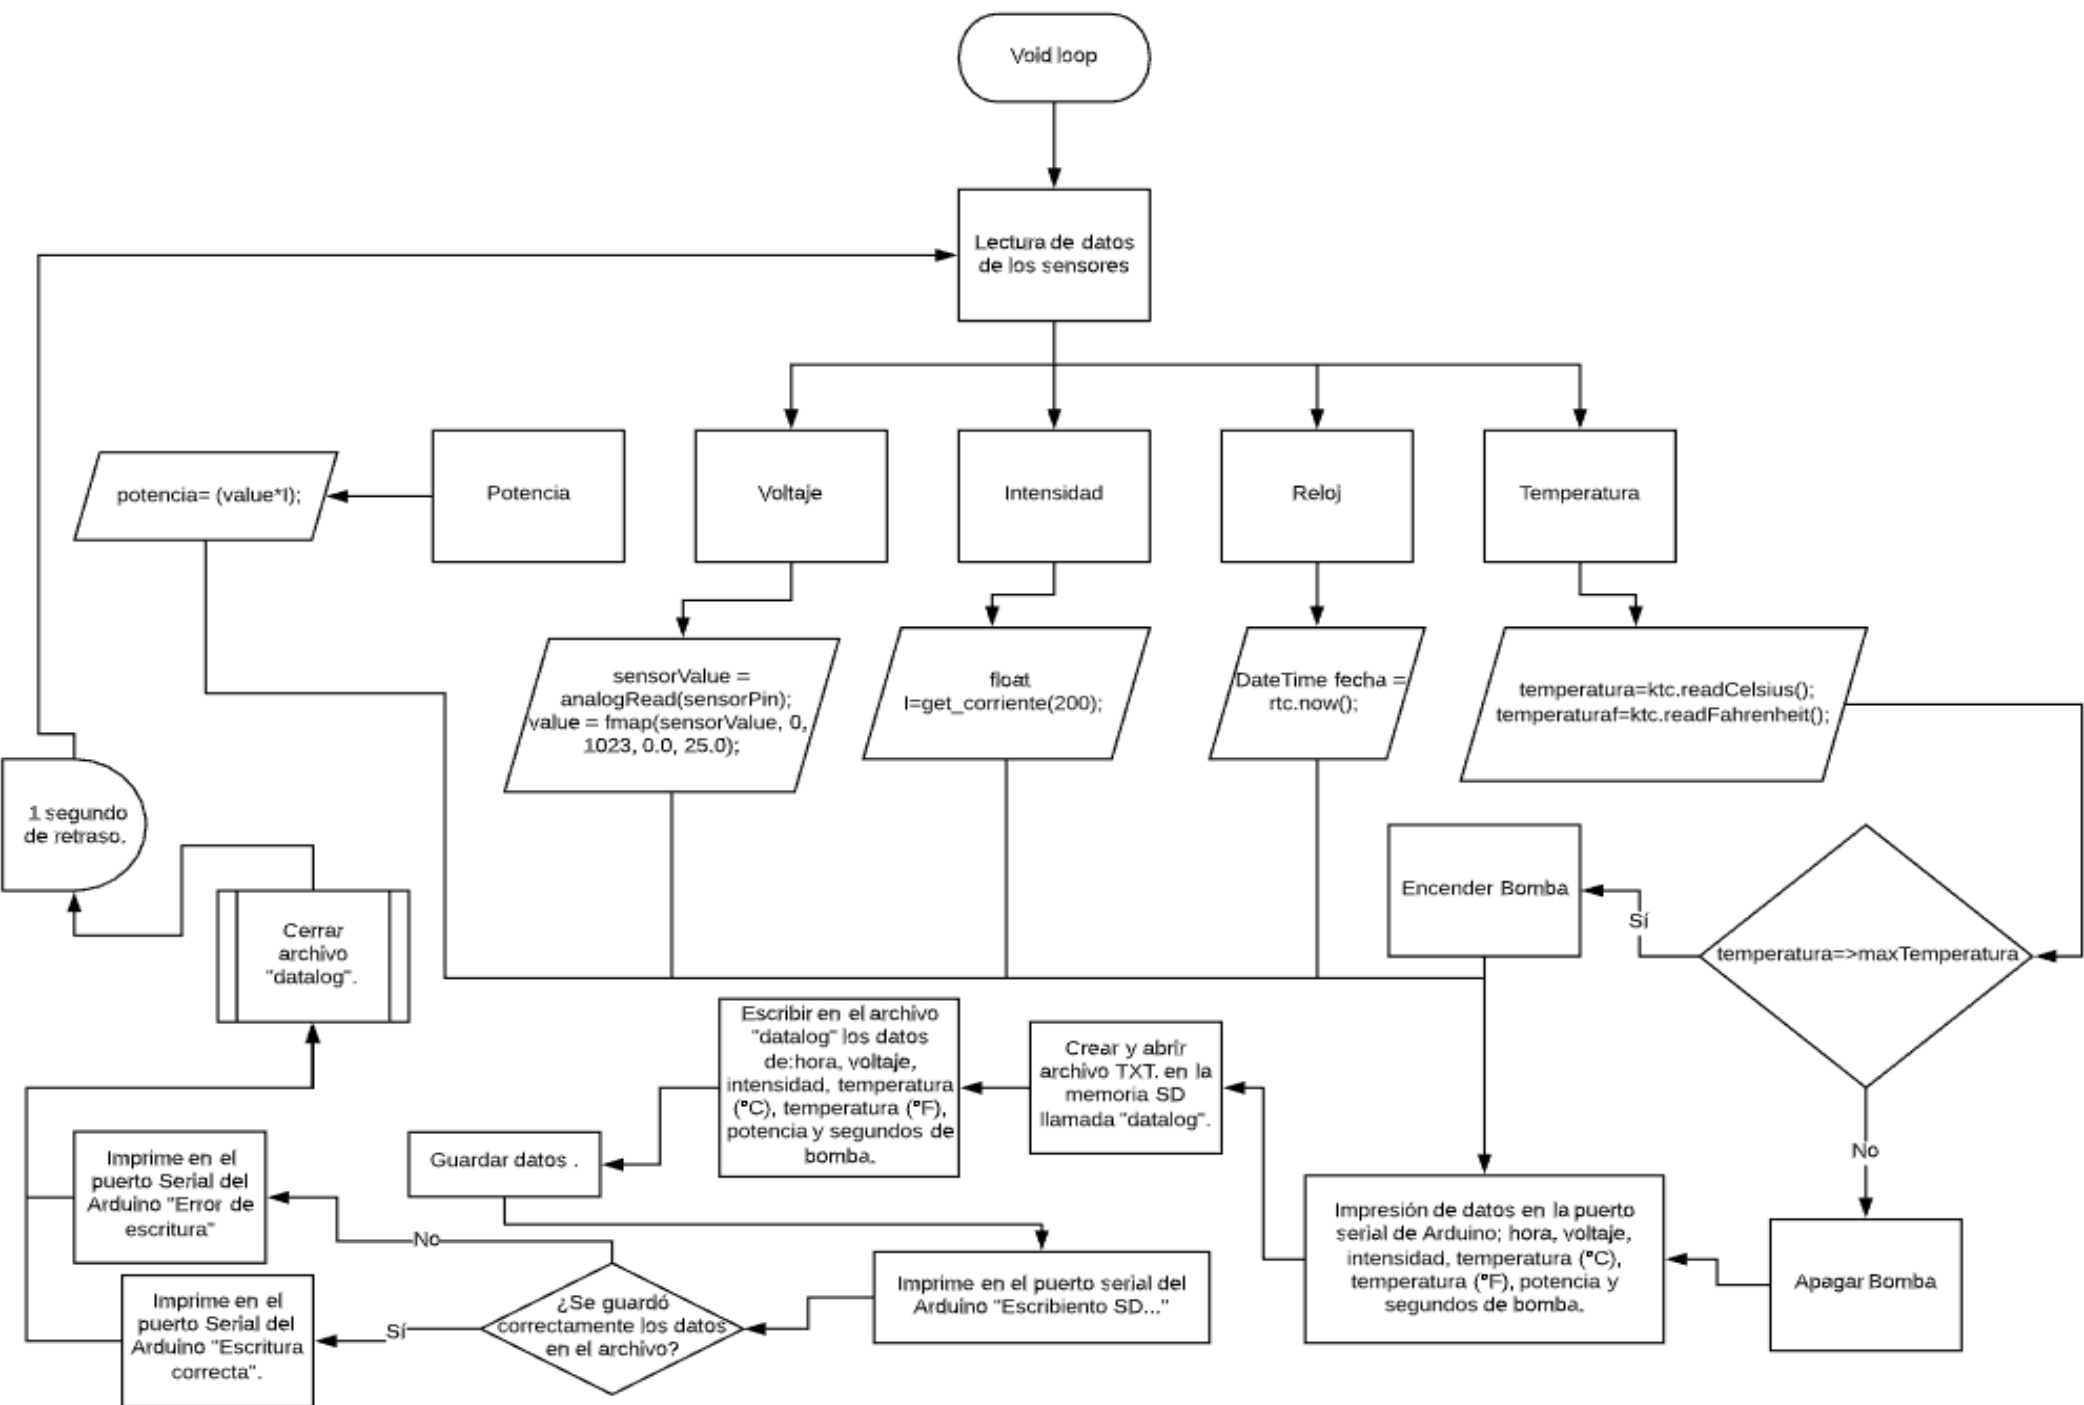 Void loop
Lectura de datos
de los sensores
potencia= (value*I);
Potencia
Voltaje
Intensidad
Reloj
Temperatura
sensorValue =
analogRead(sensorPin);
value = fmap(sensorValue, 0,
1023, 0.0, 25.0);
float
I=get_corriente(200);
DateTime fecha =
rtc.now();
temperatura=ktc.readCelsius();
temperaturaf=ktc.readFahrenheit();
1 segundo
de retraso.
Cerrar
archivo
"datalog".
Encender Bomba
Sí
temperatura=>maxTemperatura
No
Apagar Bomba
Impresión de datos en la puerto
serial de Arduino; hora, voltaje,
intensidad, temperatura (°C),
temperatura (°F), potencia y
segundos de bomba.
Crear y abrir
archivo TXT. en la
memoria SD
llamada "datalog".
Escribir en el archivo
"datalog" los datos
de:hora, voltaje,
intensidad, temperatura
(°C), temperatura (°F),
potencia y segundos de
bomba.
Guardar datos .
Imprime en el puerto serial del
Arduino "Escribiento SD..."
¿Se guardó
correctamente los datos
en el archivo?
No
Imprime en el
puerto Serial del
Arduino "Error de
escritura"
Sí
Imprime en el
puerto Serial del
Arduino "Escritura
correcta".